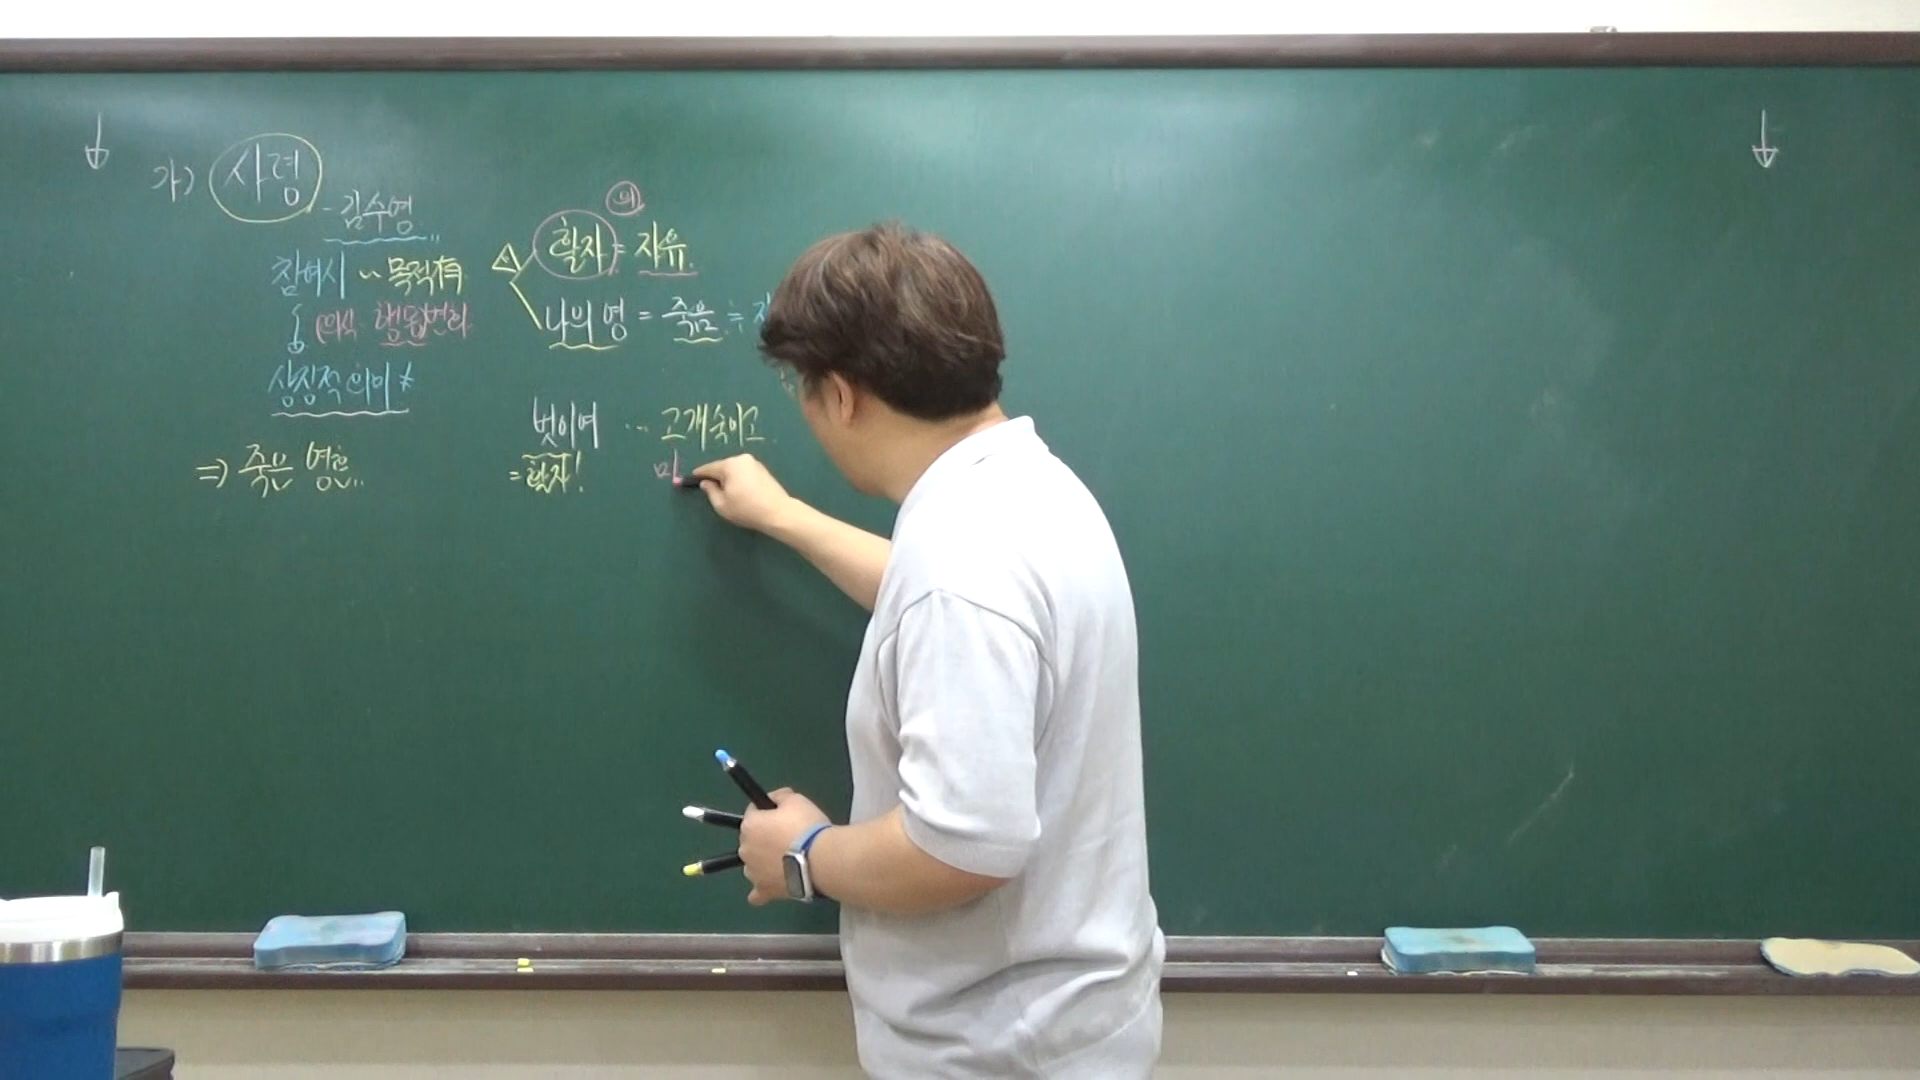 가) 사령
- 김수영
참여시 ~ 목적有
(의식 행동변화
상징적 의미 *
⇒ 죽은 영혼..
의
활자 = 자유.
나의 영 = 죽음 ≒
벗이여 ... 고개숙이고
= 활자!